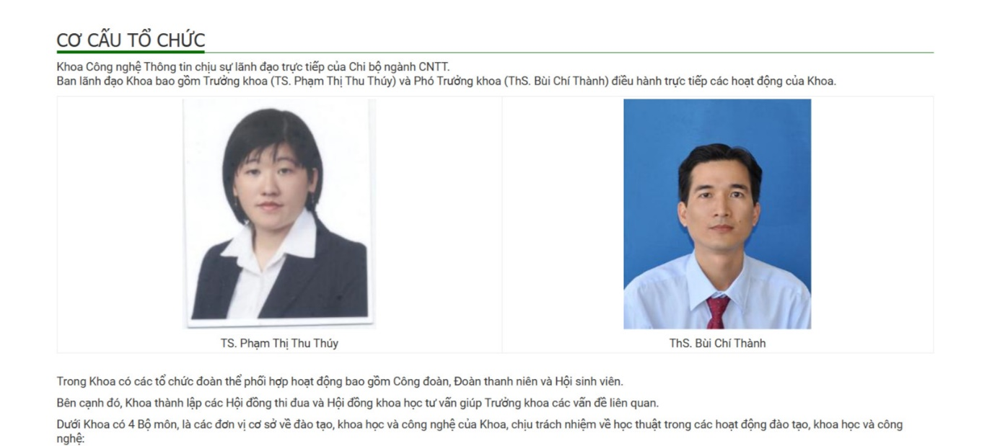 CƠ CẤU TỔ CHỨC
Khoa Công nghệ Thông tin chịu sự lãnh đạo trực tiếp của Chi bộ ngành CNTT.
Ban lãnh đạo Khoa bao gồm Trưởng khoa (TS. Phạm Thị Thu Thúy) và Phó Trưởng khoa (ThS. Bùi Chí Thành) điều hành trực tiếp các hoạt động của Khoa.
TS. Phạm Thị Thu Thúy
ThS. Bùi Chí Thành
Trong Khoa có các tổ chức đoàn thể phối hợp hoạt động bao gồm Công đoàn, Đoàn thanh niên và Hội sinh viên.
Bên cạnh đó, Khoa thành lập các Hội đồng thi đua và Hội đồng khoa học tư vấn giúp Trưởng khoa các vấn đề liên quan.
Dưới Khoa có 4 Bộ môn, là các đơn vị cơ sở về đào tạo, khoa học và công nghệ của Khoa, chịu trách nhiệm về học thuật trong các hoạt động đào tạo, khoa học và công
nghệ: